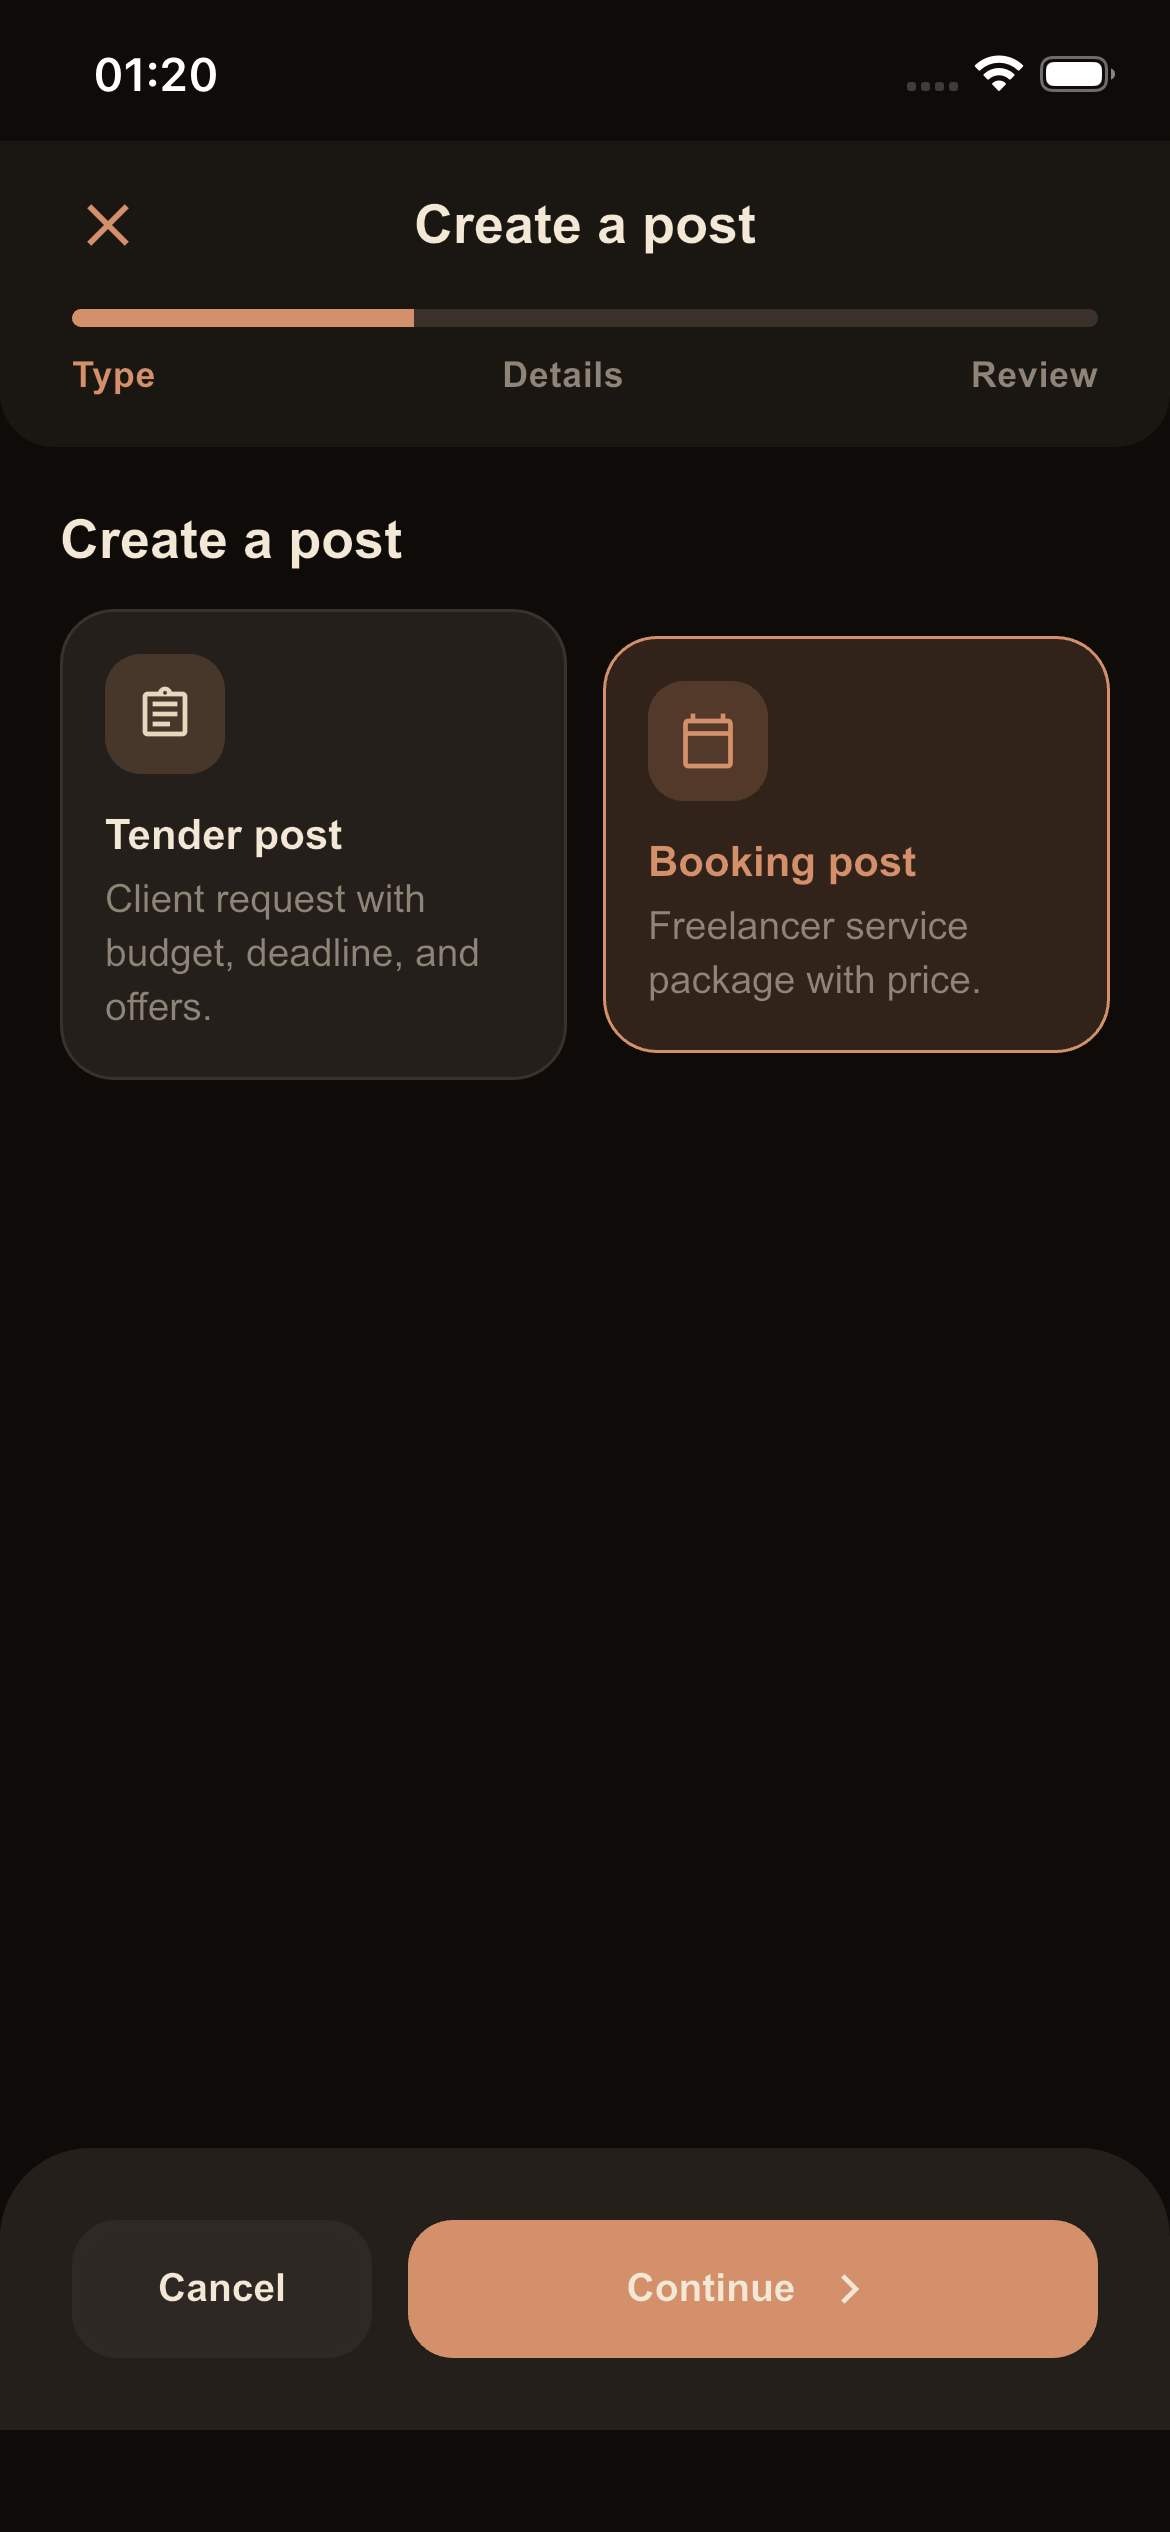 01:20
Create a post
Type
Details
Review
Create a post
Tender post
Client request with
budget, deadline, and
offers.
Booking post
Freelancer service
package with price.
Cancel
Continue